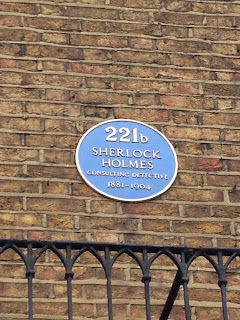 221b
SHERLOCK
HOLMES
CONSULTING DETECTIVE
1881-1904